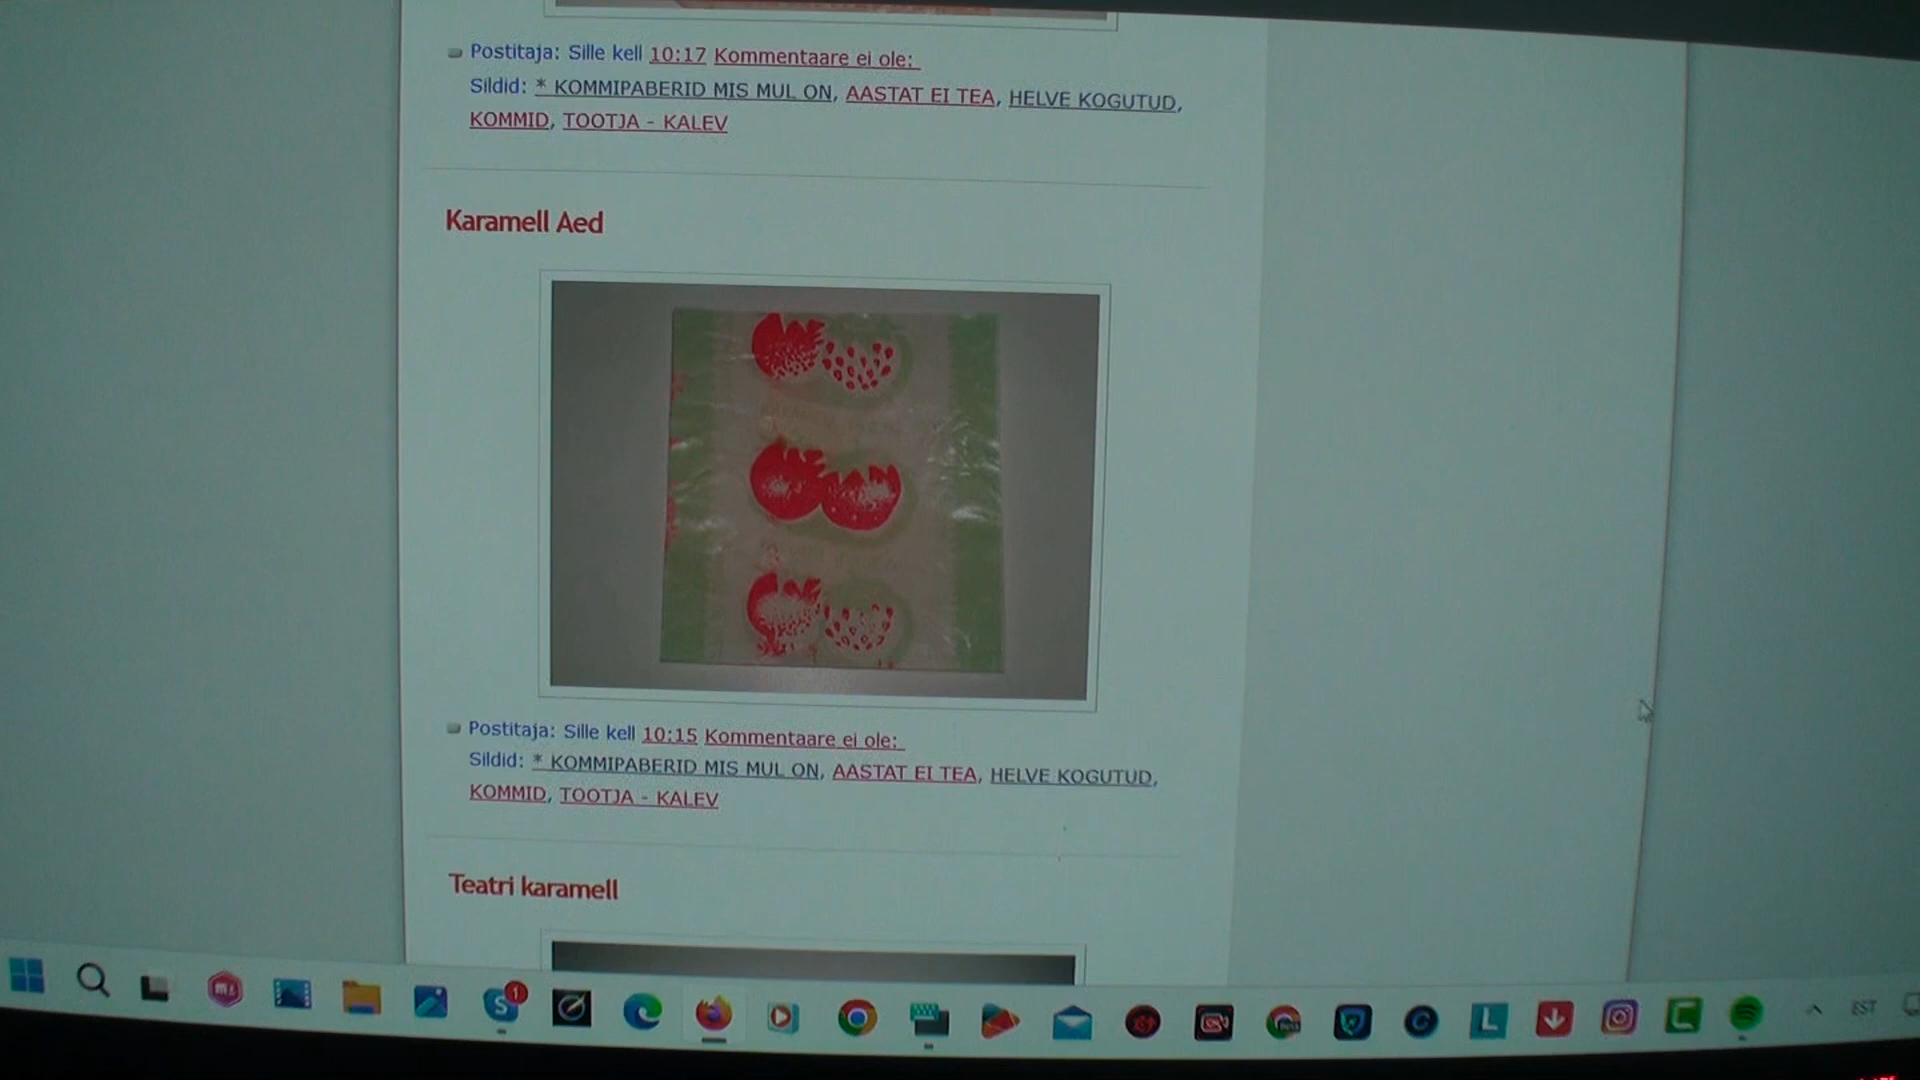 Postitaja: Sille kell 10:17 Kommentaare ei ole:
Sildid: * KOMMIPABERID MIS MUL ON, AASTAT EI TEA, HELVE KOGUTUD,
KOMMID, TOOTJA - KALEV
Karamell Aed
Postitaja: Sille kell 10:15 Kommentaare ei ole:
Sildid: * KOMMIPABERID MIS MUL ON, AASTAT EI TEA, HELVE KOGUTUD,
KOMMID, TOOTJA - KALEV
Teatri karamell
1
EST